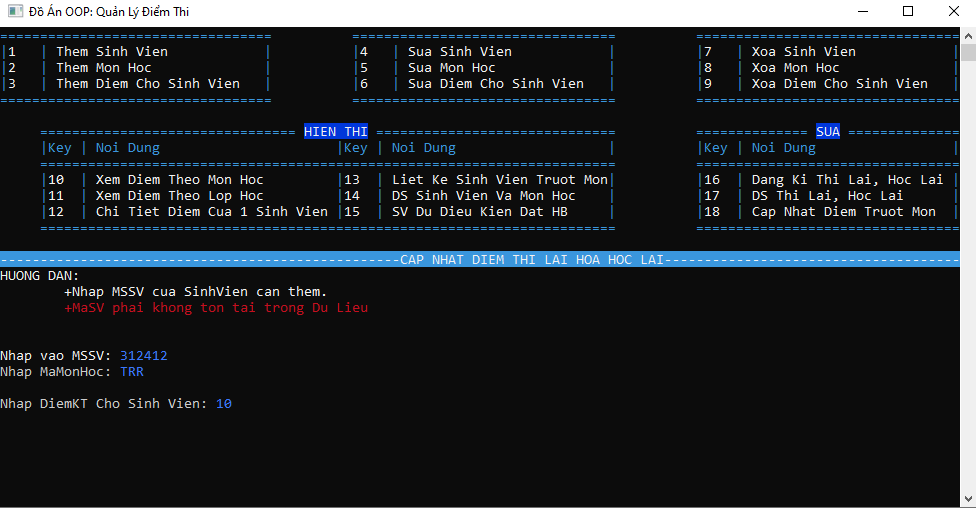 Đồ Án OOP: Quản Lý Điểm Thi
|1 | Them Sinh Vien | |4 | Sua Sinh Vien | |7 | Xoa Sinh Vien |
|2 | Them Mon Hoc | |5 | Sua Mon Hoc | |8 | Xoa Mon Hoc |
|3 | Them Diem Cho Sinh Vien | |6 | Sua Diem Cho Sinh Vien | |9 | Xoa Diem Cho Sinh Vien |
HIEN THI SUA
|Key | Noi Dung |Key | Noi Dung | |Key | Noi Dung |
|10 | Xem Diem Theo Mon Hoc |13 | Liet Ke Sinh Vien Truot Mon| |16 | Dang Ki Thi Lai, Hoc Lai |
|11 | Xem Diem Theo Lop Hoc |14 | DS Sinh Vien Va Mon Hoc | |17 | DS Thi Lai, Hoc Lai |
|12 | Chi Tiet Diem Cua 1 Sinh Vien |15 | SV Du Dieu Kien Dat HB | |18 | Cap Nhat Diem Truot Mon |
CAP NHAT DIEM THI LAI HOA HOC LAI
HUONG DAN:
+Nhap MSSV cua SinhVien can them.
+MaSV phai khong ton tai trong Du Lieu
Nhap vao MSSV: 312412
Nhap MaMonHoc: TRR
Nhap DiemKT Cho Sinh Vien: 10